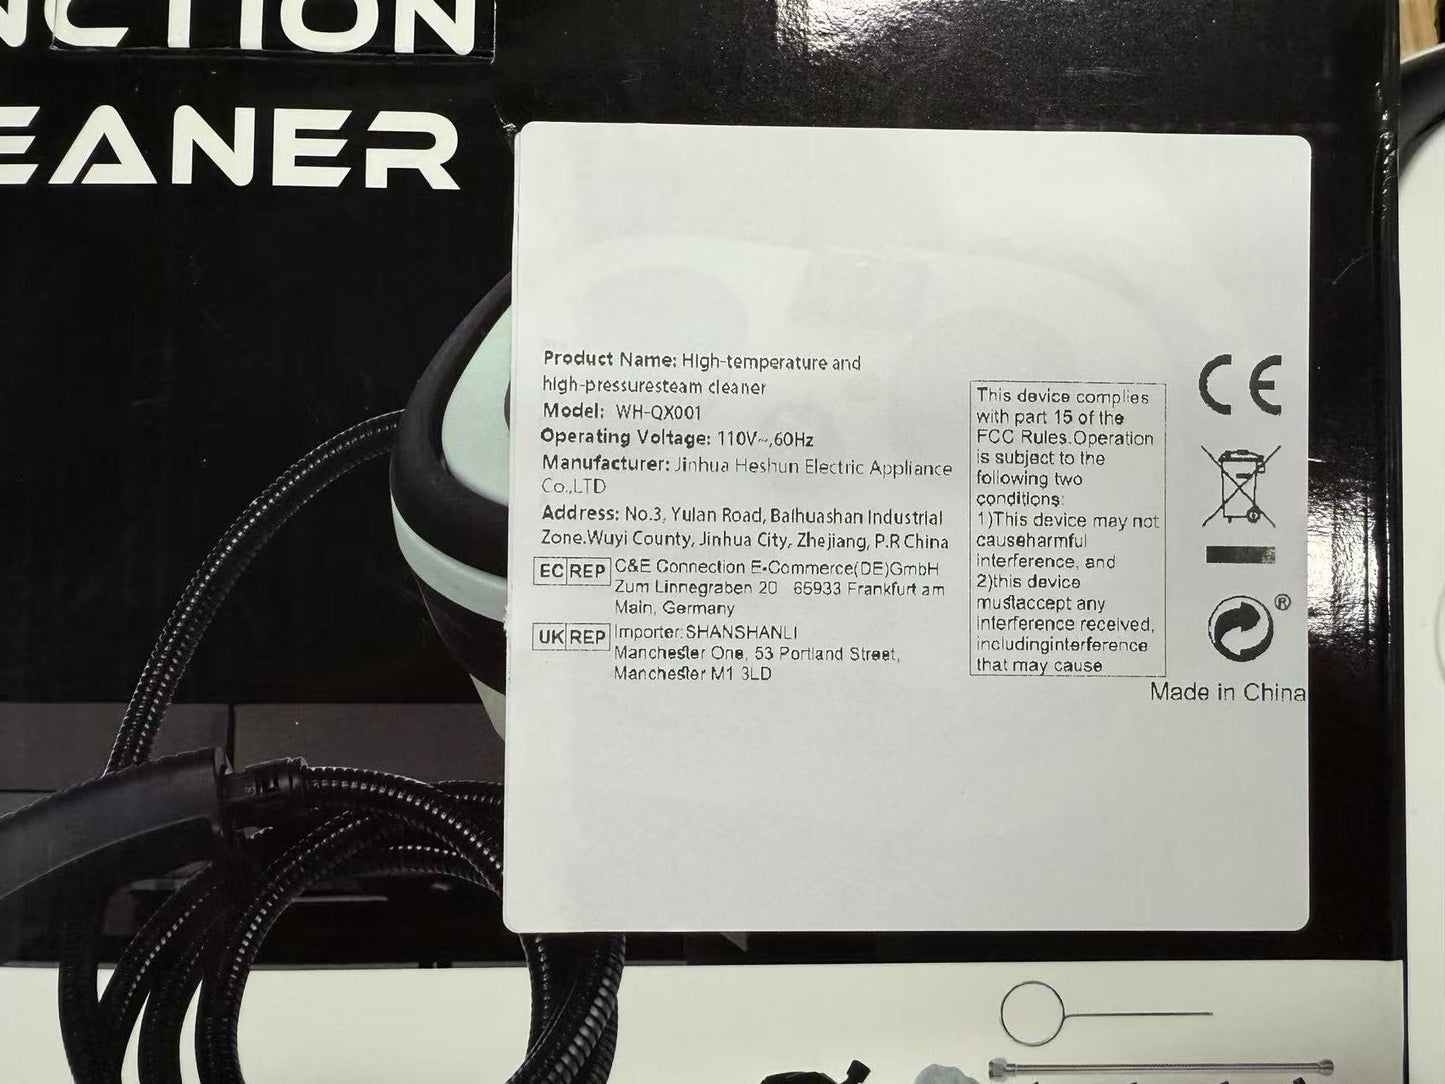 NCTION
EANER
Product Name: HIgh-temperature and
high-pressuresteam cleaner
Model: WH-QX001
Operating Voltage: 110V~,60Hz
Manufacturer: Jinhua Heshun Electric Appliance
Co.,LTD
Address: No.3, Yulan Road, Baihuashan Industrial
Zone.Wuyi County, Jinhua City, Zhejiang, P.R China
EC REP C&E Connection E-Commerce(DE)GmbH
Zum Linnegraben 20 65933 Frankfurt am
Main, Germany
UK REP Importer:SHANSHANLI
Manchester One, 53 Portland Street,
Manchester M1 3LD
This device complies
with part 15 of the
FCC Rules.Operation
is subject to the
following two
conditions:
1)This device may not
causeharmful
interference, and
2)this device
mustaccept any
interference received,
includinginterference
that may cause
CE
®
Made in China